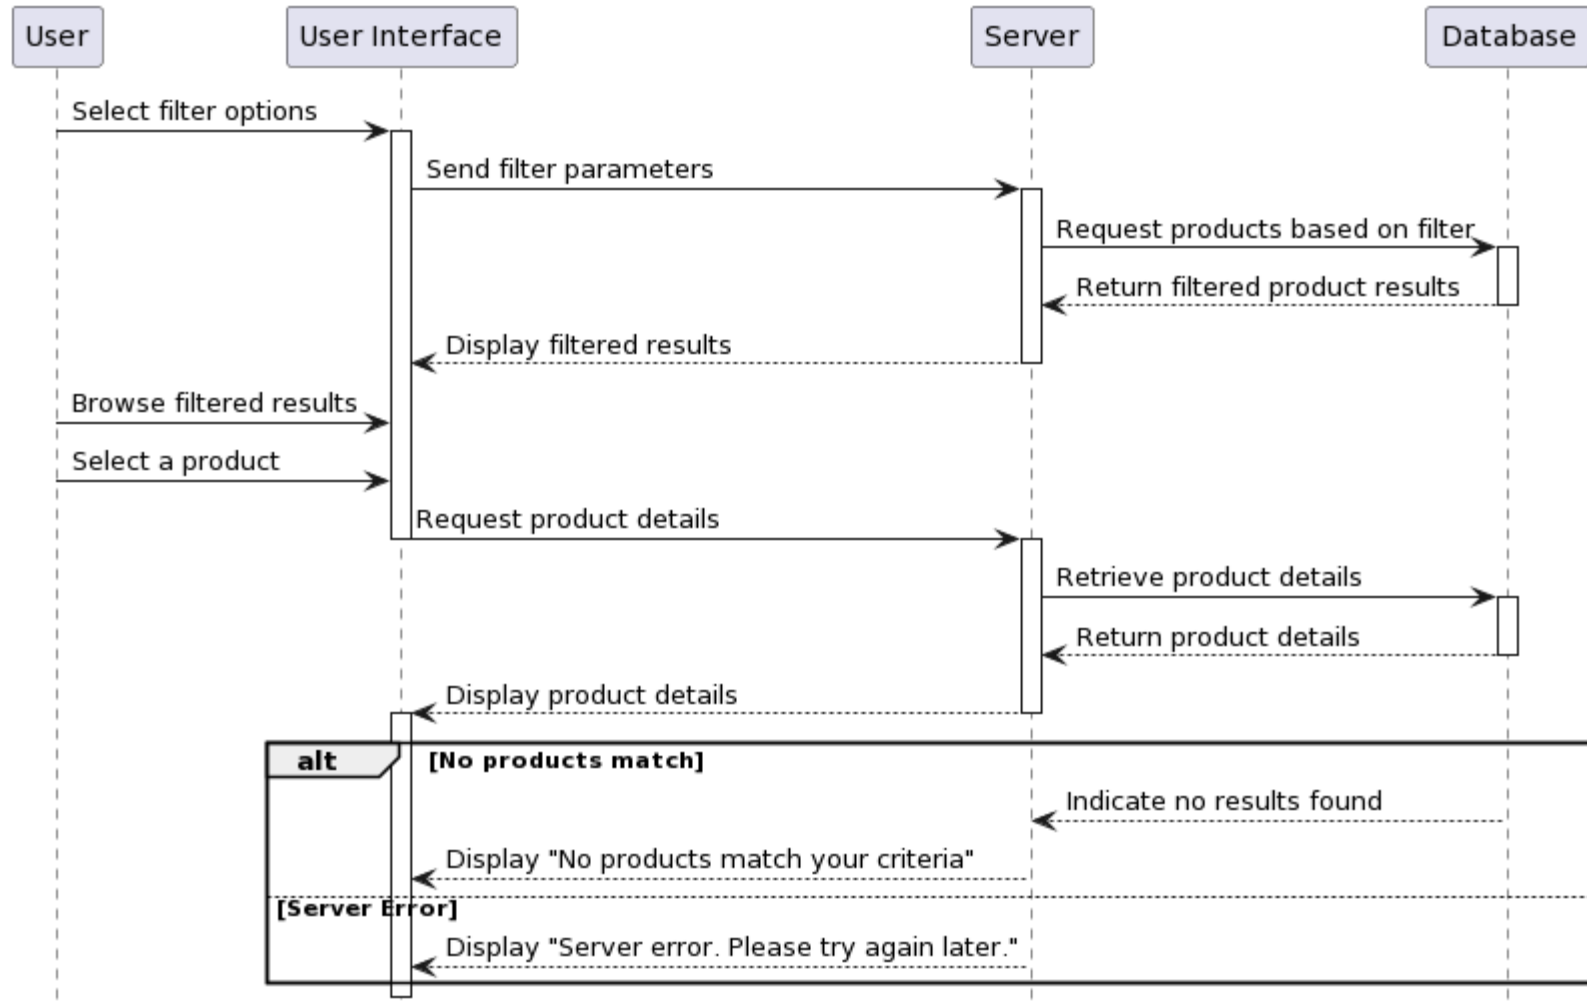 User
User Interface
Server
Database
Select filter options
Send filter parameters
Request products based on filter
Return filtered product results
Display filtered results
Browse filtered results
Select a product
Request product details
Retrieve product details
Return product details
Display product details
alt
[No products match]
Indicate no results found
Display "No products match your criteria"
[Server Error]
Display "Server error. Please try again later."